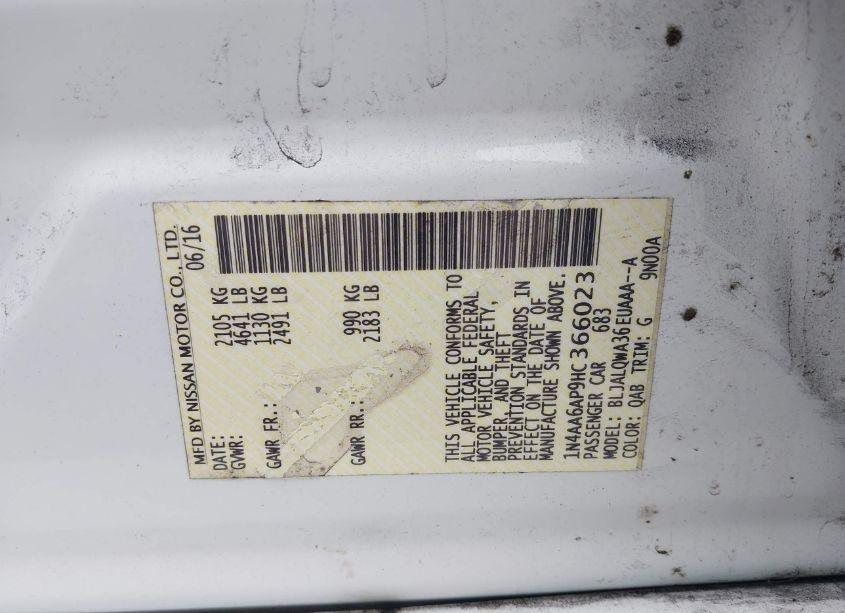 MFD BY NISSAN MOTOR CO., LTD.
DATE: 06/16
GVWR: 2105 KG
4641 LB
GAWR FR.: 1130 KG
2491 LB
GAWR RR.: 990 KG
2183 LB
THIS VEHICLE CONFORMS TO
ALL APPLICABLE FEDERAL
MOTOR VEHICLE SAFETY,
BUMPER, AND THEFT
PREVENTION STANDARDS IN
EFFECT ON THE DATE OF
MANUFACTURE SHOWN ABOVE.
1N4AA6AP9HC366023
PASSENGER CAR 683
MODEL: BLJALQWA36EUAAA--A
COLOR: QAB TRIM: G 9N00A